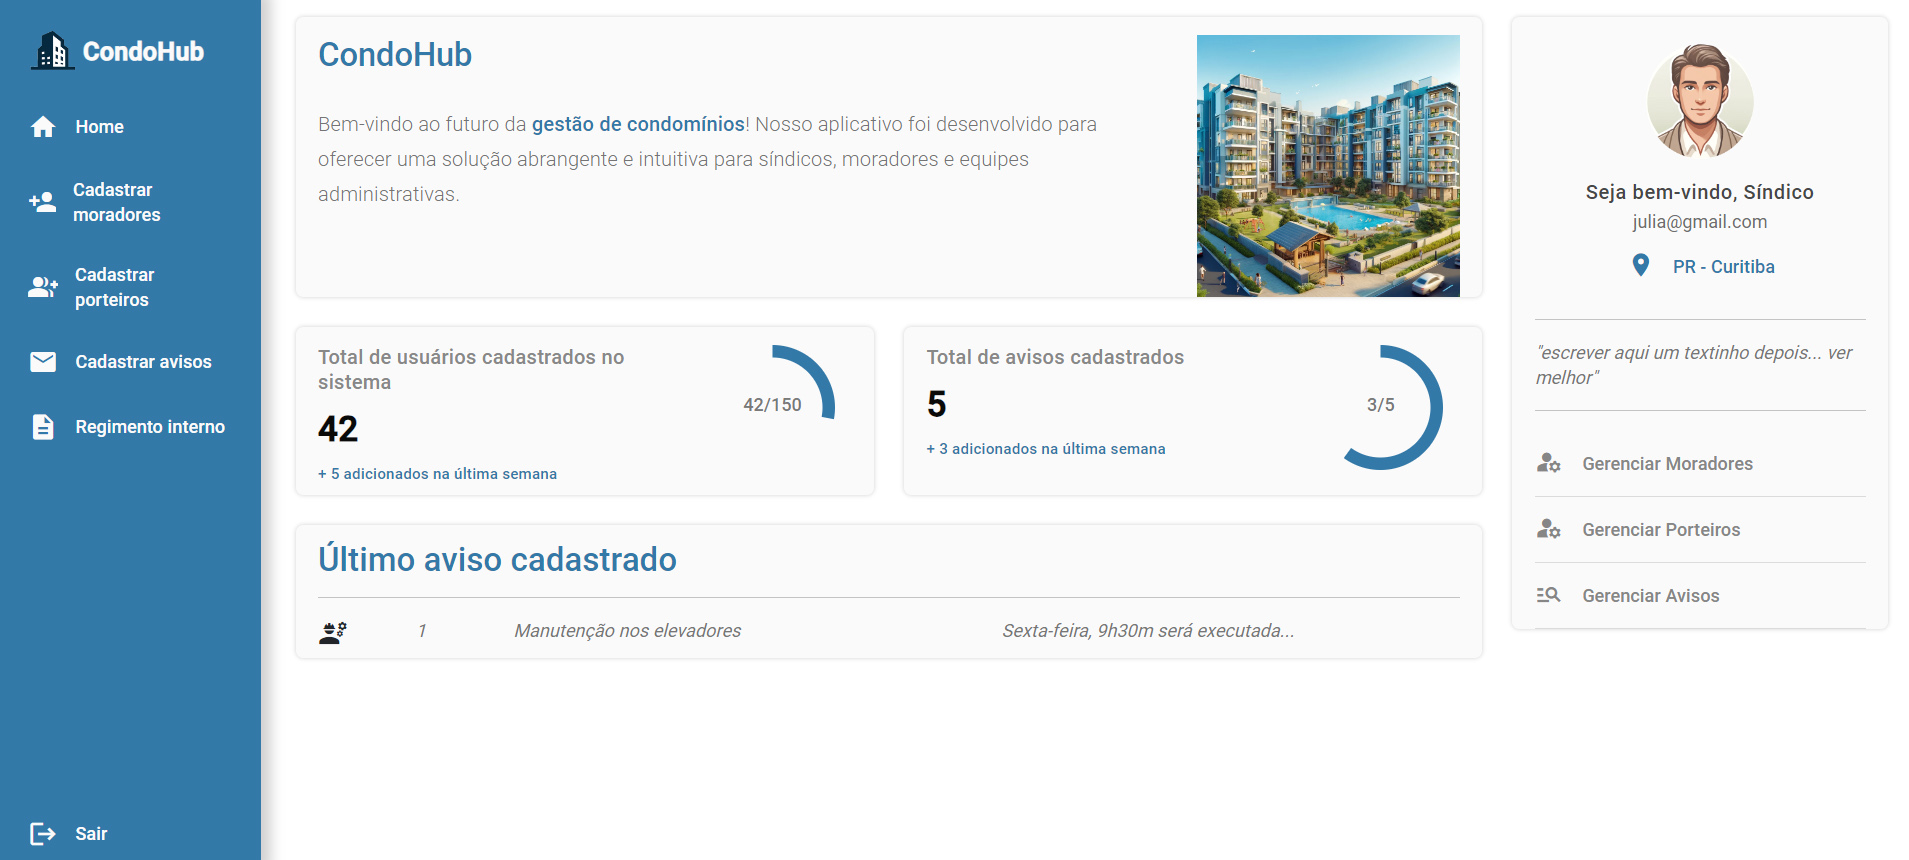 CondoHub
Home
Cadastrar
moradores
Cadastrar
porteiros
Cadastrar avisos
Regimento interno
Sair
CondoHub
Bem-vindo ao futuro da gestão de condomínios! Nosso aplicativo foi desenvolvido para
oferecer uma solução abrangente e intuitiva para síndicos, moradores e equipes
administrativas.
Total de usuários cadastrados no
sistema
42
+ 5 adicionados na última semana
42/150
Total de avisos cadastrados
5
+ 3 adicionados na última semana
3/5
Último aviso cadastrado
1 Manutenção nos elevadores Sexta-feira, 9h30m será executada...
Seja bem-vindo, Síndico
julia@gmail.com
PR - Curitiba
"escrever aqui um textinho depois... ver
melhor"
Gerenciar Moradores
Gerenciar Porteiros
Gerenciar Avisos